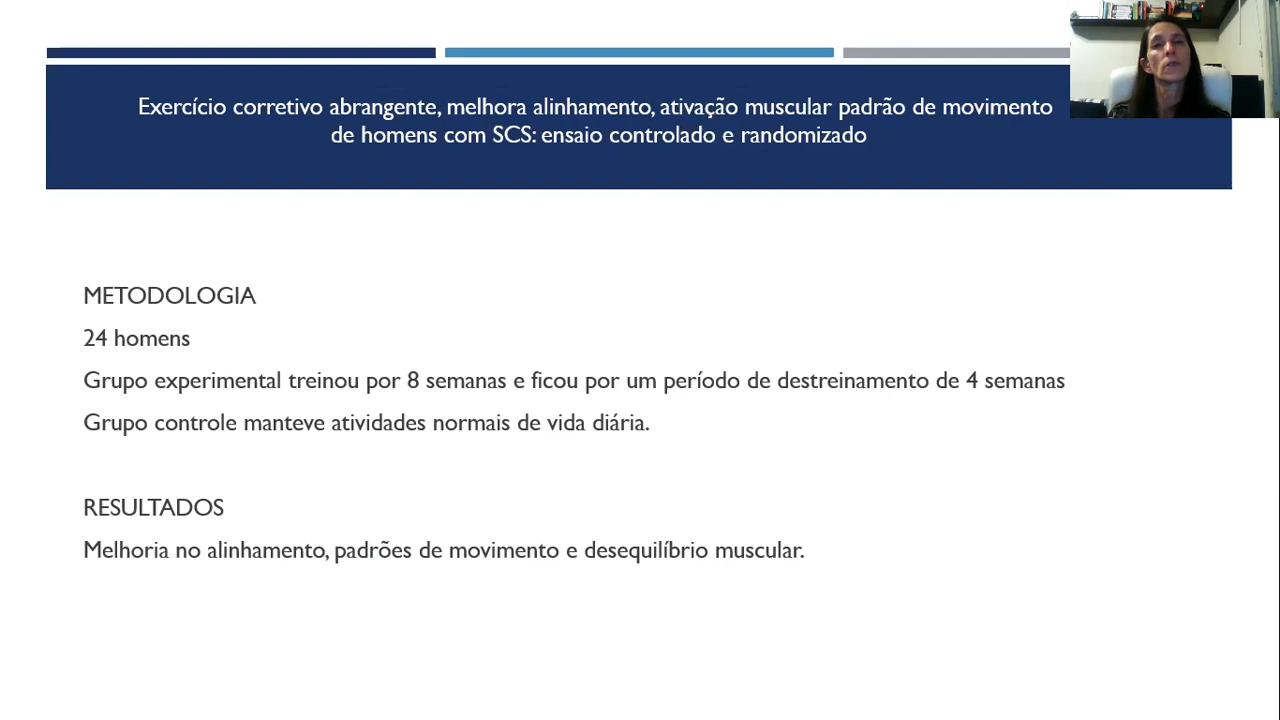 Exercício corretivo abrangente, melhora alinhamento, ativação muscular padrão de movimento
de homens com SCS: ensaio controlado e randomizado
METODOLOGIA
24 homens
Grupo experimental treinou por 8 semanas e ficou por um período de destreinamento de 4 semanas
Grupo controle manteve atividades normais de vida diária.
RESULTADOS
Melhoria no alinhamento, padrões de movimento e desequilíbrio muscular.